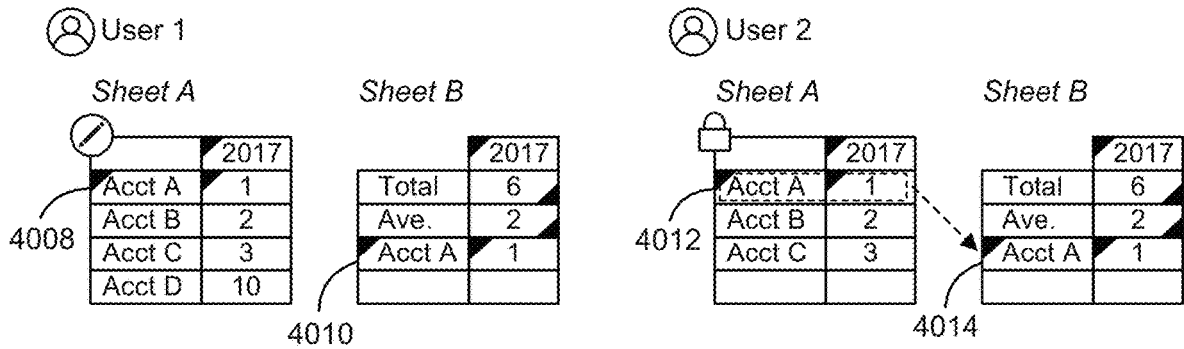 User 1
User 2
Sheet A
Sheet B
Sheet A
Sheet B
2017
2017
2017
2017
Acct A 1
Total 6
Acct A 1
Total 6
Acct B 2
Ave. 2
Acct B 2
Ave. 2
Acct C 3
Acct A 1
Acct C 3
Acct A 1
Acct D 10
4008
4010
4012
4014